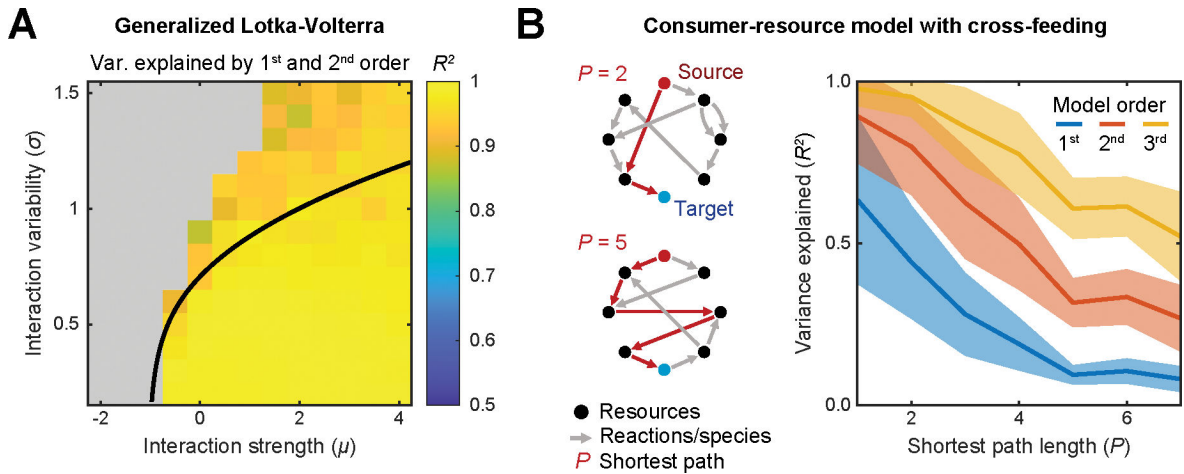 A
Generalized Lotka-Volterra
Var. explained by 1st and 2nd order
R²
1.5
1
0.5
-2
0
2
4
Interaction variability (σ)
Interaction strength (μ)
1
0.9
0.8
0.7
0.6
0.5
B
Consumer-resource model with cross-feeding
P = 2
Source
Target
P = 5
Resources
Reactions/species
P Shortest path
Variance explained (R²)
1.0
0.5
0.0
2
4
6
Shortest path length (P)
Model order
1st 2nd 3rd